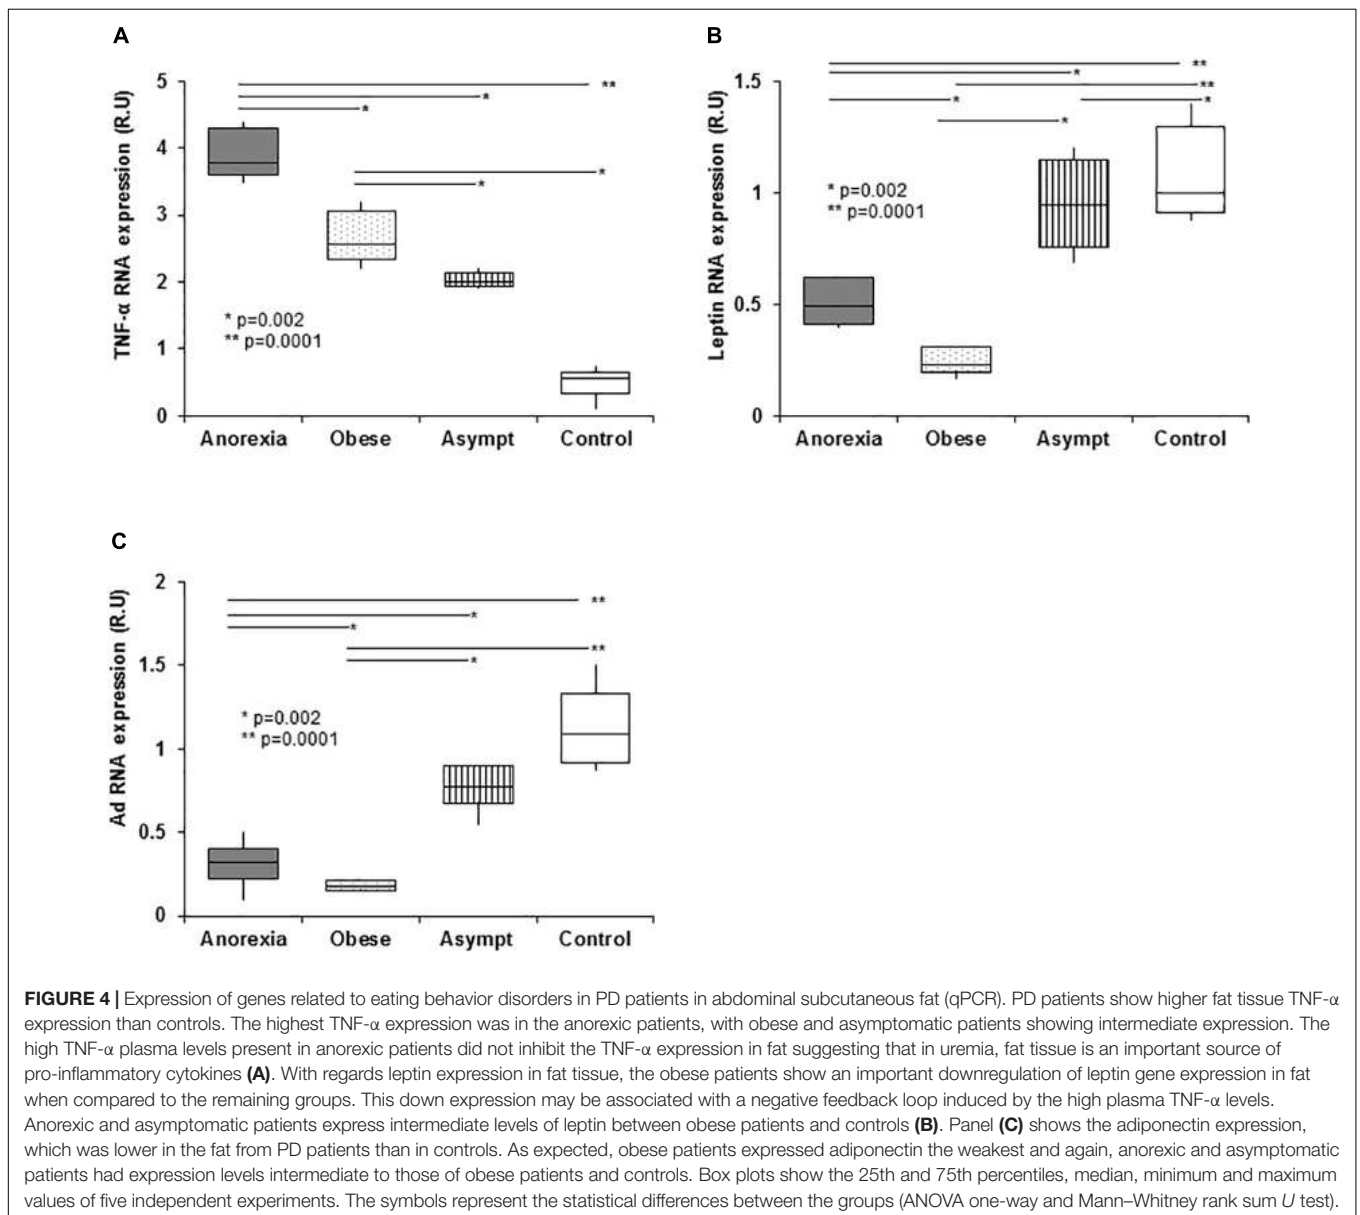 A
TNF-α RNA expression (R.U)
5
4
3
2
1
0
**
*
*
*
*
* p=0.002
** p=0.0001
Anorexia Obese Asympt Control
B
Leptin RNA expression (R.U)
1.5
1
0.5
0
**
*
**
*
*
*
* p=0.002
** p=0.0001
Anorexia Obese Asympt Control
C
Ad RNA expression (R.U)
2
1.5
1
0.5
0
**
*
*
**
*
* p=0.002
** p=0.0001
Anorexia Obese Asympt Control
FIGURE 4 | Expression of genes related to eating behavior disorders in PD patients in abdominal subcutaneous fat (qPCR). PD patients show higher fat tissue TNF-α
expression than controls. The highest TNF-α expression was in the anorexic patients, with obese and asymptomatic patients showing intermediate expression. The
high TNF-α plasma levels present in anorexic patients did not inhibit the TNF-α expression in fat suggesting that in uremia, fat tissue is an important source of
pro-inflammatory cytokines (A). With regards leptin expression in fat tissue, the obese patients show an important downregulation of leptin gene expression in fat
when compared to the remaining groups. This down expression may be associated with a negative feedback loop induced by the high plasma TNF-α levels.
Anorexic and asymptomatic patients express intermediate levels of leptin between obese patients and controls (B). Panel (C) shows the adiponectin expression,
which was lower in the fat from PD patients than in controls. As expected, obese patients expressed adiponectin the weakest and again, anorexic and asymptomatic
patients had expression levels intermediate to those of obese patients and controls. Box plots show the 25th and 75th percentiles, median, minimum and maximum
values of five independent experiments. The symbols represent the statistical differences between the groups (ANOVA one-way and Mann–Whitney rank sum U test).